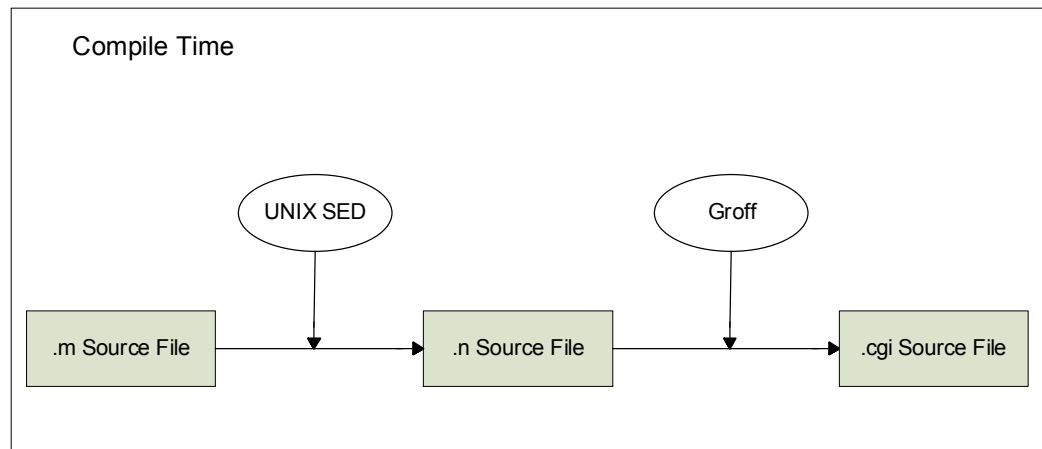 Compile Time
UNIX SED
Groff
.m Source File
.n Source File
.cgi Source File